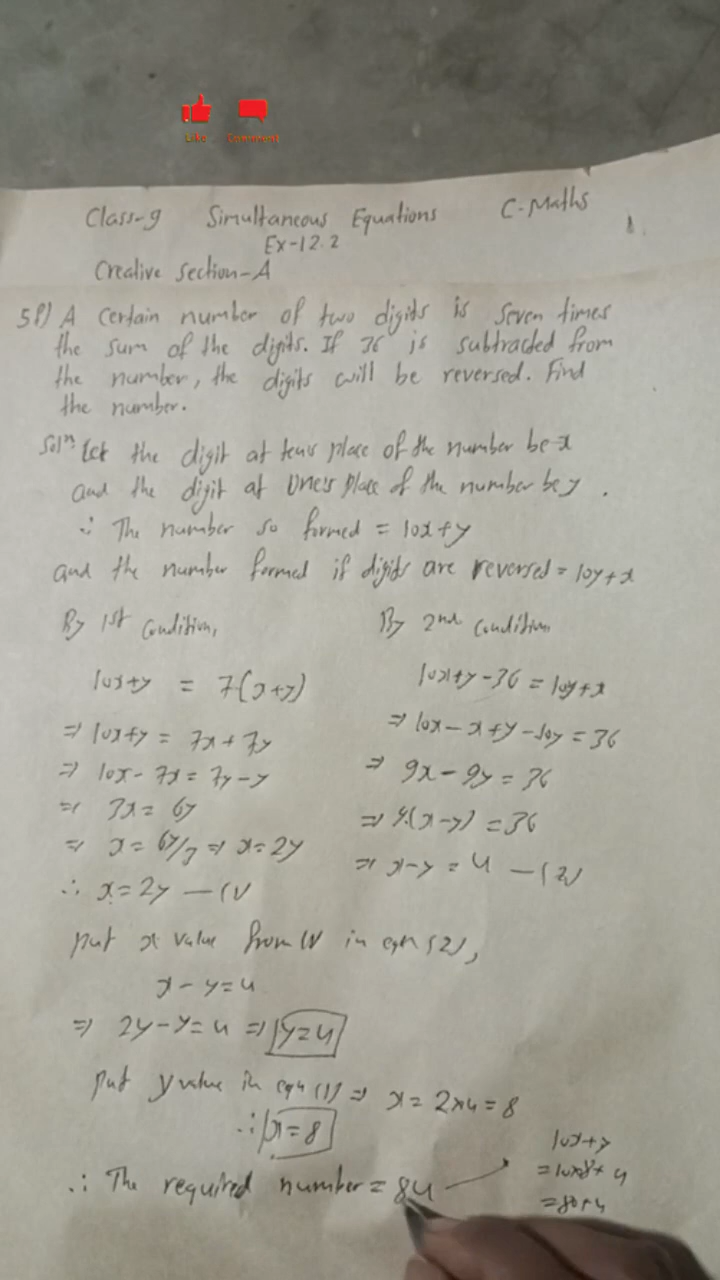 Like Comment
Class-9 Simultaneous Equations C. Maths
Ex-12.2
Creative section-A
5f) A certain number of two digits is seven times
the sum of the digits. If 36 is subtracted from
the number, the digits will be reversed. Find
the number.
Solⁿ Let the digit at tens place of the number be x
and the digit at one's place of the number be y.
∴ The number so formed = 10x+y
and the number formed if digits are reversed = 10y+x
By 1st Condition, By 2nd Condition
10x+y = 7(x+y) 10x+y-36 = 10y+x
⇒ 10x+y = 7x+7y ⇒ 10x-x+y-10y = 36
⇒ 10x-7x = 7y-y ⇒ 9x-9y = 36
⇒ 3x = 6y ⇒ 9(x-y) = 36
⇒ x = 6y/3 ⇒ x = 2y ⇒ x-y = 4 —(2)
∴ x = 2y —(1)
Put x value from (1) in eqn (2),
x-y=4
⇒ 2y-y=4 ⇒ y=4
Put y value in eqn (1) ⇒ x = 2×4 = 8
∴ x=8
10x+y
= 10×8+4
∴ The required number = 84
= 80+4